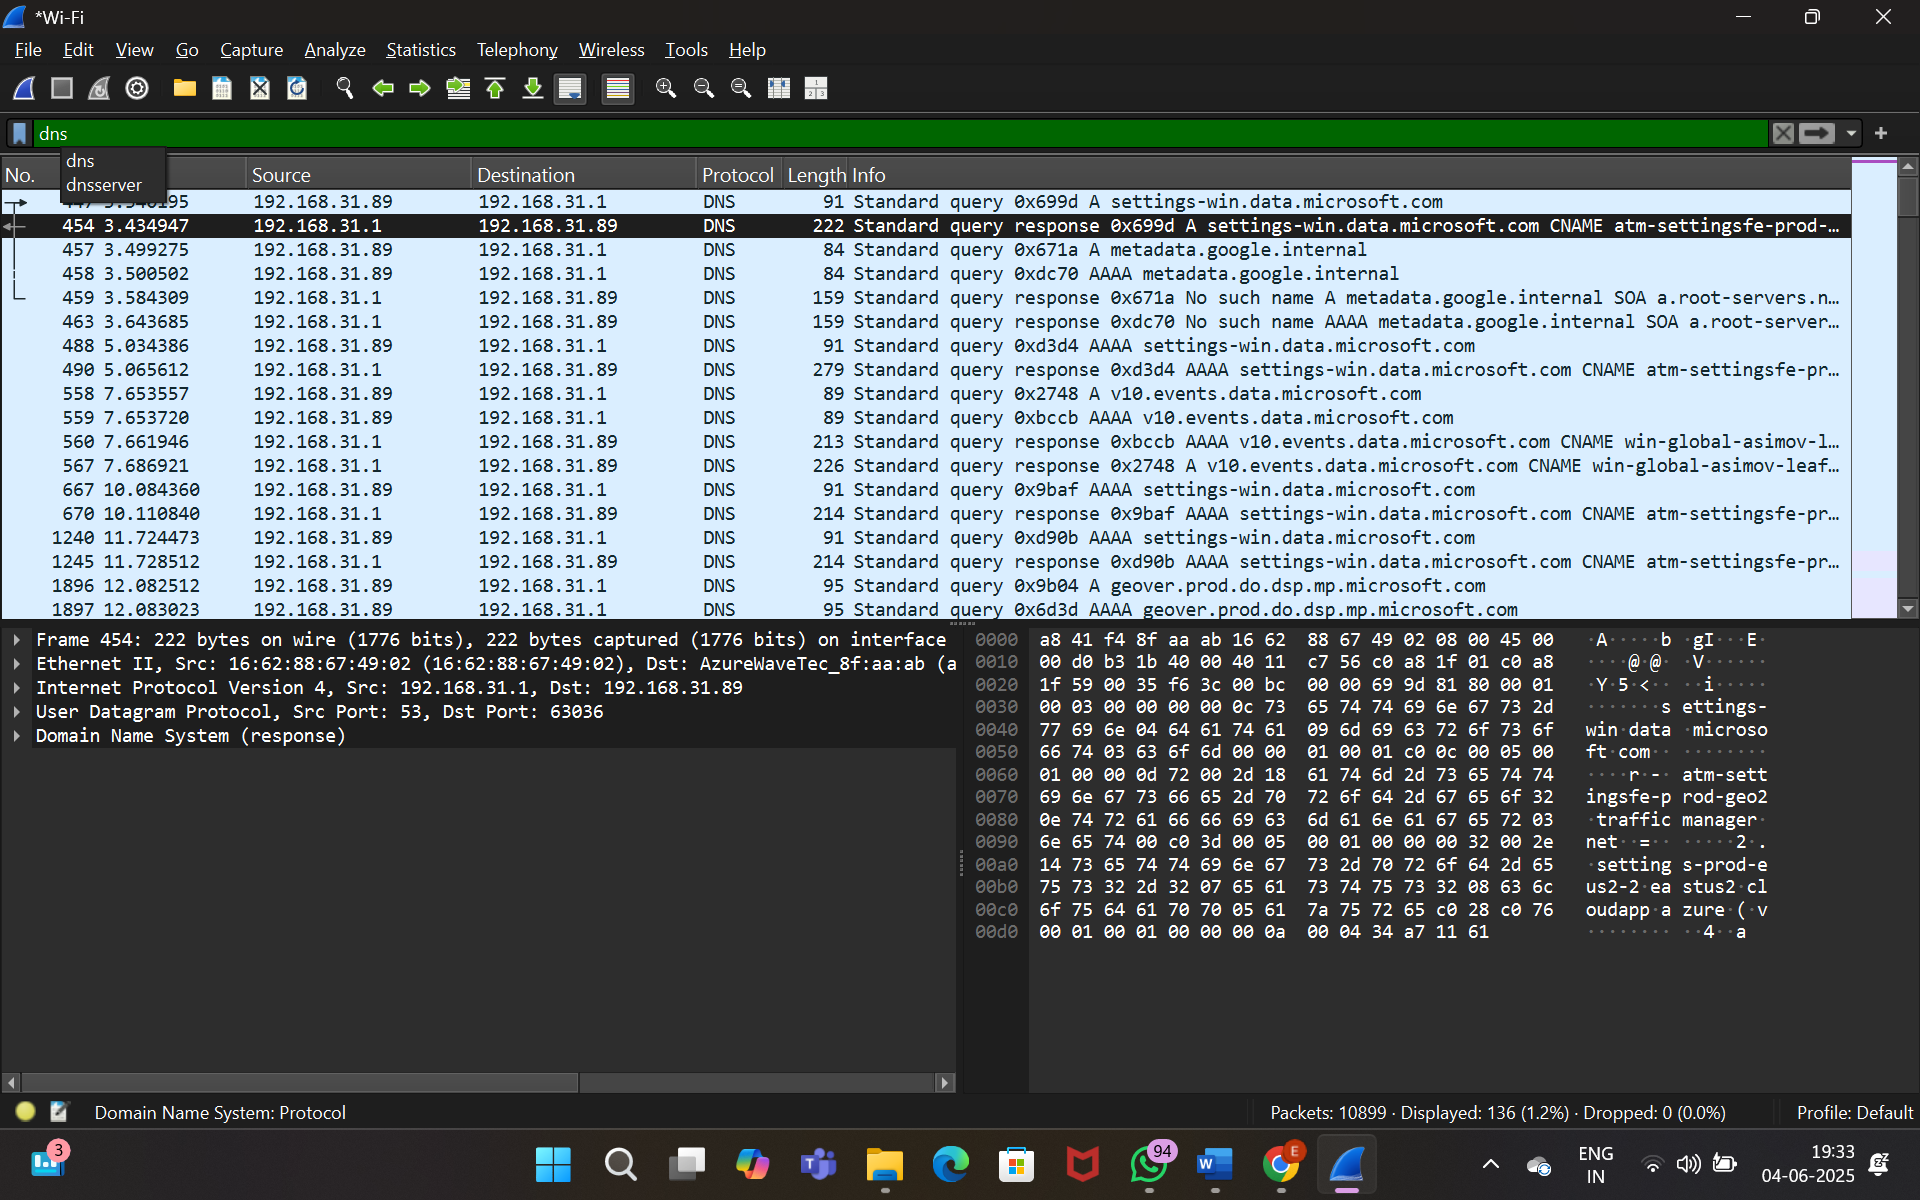 *Wi-Fi
File Edit View Go Capture Analyze Statistics Telephony Wireless Tools Help
dns
dns
dnsserver
No. Source Destination Protocol Length Info
192.168.31.89 192.168.31.1 DNS 91 Standard query 0x699d A settings-win.data.microsoft.com
454 3.434947 192.168.31.1 192.168.31.89 DNS 222 Standard query response 0x699d A settings-win.data.microsoft.com CNAME atm-settingsfe-prod-…
457 3.499275 192.168.31.89 192.168.31.1 DNS 84 Standard query 0x671a A metadata.google.internal
458 3.500502 192.168.31.89 192.168.31.1 DNS 84 Standard query 0xdc70 AAAA metadata.google.internal
459 3.584309 192.168.31.1 192.168.31.89 DNS 159 Standard query response 0x671a No such name A metadata.google.internal SOA a.root-servers.n…
463 3.643685 192.168.31.1 192.168.31.89 DNS 159 Standard query response 0xdc70 No such name AAAA metadata.google.internal SOA a.root-server…
488 5.034386 192.168.31.89 192.168.31.1 DNS 91 Standard query 0xd3d4 AAAA settings-win.data.microsoft.com
490 5.065612 192.168.31.1 192.168.31.89 DNS 279 Standard query response 0xd3d4 AAAA settings-win.data.microsoft.com CNAME atm-settingsfe-pr…
558 7.653557 192.168.31.89 192.168.31.1 DNS 89 Standard query 0x2748 A v10.events.data.microsoft.com
559 7.653720 192.168.31.89 192.168.31.1 DNS 89 Standard query 0xbccb AAAA v10.events.data.microsoft.com
560 7.661946 192.168.31.1 192.168.31.89 DNS 213 Standard query response 0xbccb AAAA v10.events.data.microsoft.com CNAME win-global-asimov-l…
567 7.686921 192.168.31.1 192.168.31.89 DNS 226 Standard query response 0x2748 A v10.events.data.microsoft.com CNAME win-global-asimov-leaf…
667 10.084360 192.168.31.89 192.168.31.1 DNS 91 Standard query 0x9baf AAAA settings-win.data.microsoft.com
670 10.110840 192.168.31.1 192.168.31.89 DNS 214 Standard query response 0x9baf AAAA settings-win.data.microsoft.com CNAME atm-settingsfe-pr…
1240 11.724473 192.168.31.89 192.168.31.1 DNS 91 Standard query 0xd90b AAAA settings-win.data.microsoft.com
1245 11.728512 192.168.31.1 192.168.31.89 DNS 214 Standard query response 0xd90b AAAA settings-win.data.microsoft.com CNAME atm-settingsfe-pr…
1896 12.082512 192.168.31.89 192.168.31.1 DNS 95 Standard query 0x9b04 A geover.prod.do.dsp.mp.microsoft.com
1897 12.083023 192.168.31.89 192.168.31.1 DNS 95 Standard query 0x6d3d AAAA geover.prod.do.dsp.mp.microsoft.com
Frame 454: 222 bytes on wire (1776 bits), 222 bytes captured (1776 bits) on interface
Ethernet II, Src: 16:62:88:67:49:02 (16:62:88:67:49:02), Dst: AzureWaveTec_8f:aa:ab (a
Internet Protocol Version 4, Src: 192.168.31.1, Dst: 192.168.31.89
User Datagram Protocol, Src Port: 53, Dst Port: 63036
Domain Name System (response)
0000 a8 41 f4 8f aa ab 16 62 88 67 49 02 08 00 45 00 ·A·····b ·gI···E·
0010 00 d0 b3 1b 40 00 40 11 c7 56 c0 a8 1f 01 c0 a8 ····@·@· ·V······
0020 1f 59 00 35 f6 3c 00 bc 00 00 69 9d 81 80 00 01 ·Y·5·<·· ··i·····
0030 00 03 00 00 00 00 0c 73 65 74 74 69 6e 67 73 2d ·······s ettings-
0040 77 69 6e 04 64 61 74 61 09 6d 69 63 72 6f 73 6f win·data ·microso
0050 66 74 03 63 6f 6d 00 00 01 00 01 c0 0c 00 05 00 ft·com·· ········
0060 01 00 00 0d 72 00 2d 18 61 74 6d 2d 73 65 74 74 ····r·-· atm-sett
0070 69 6e 67 73 66 65 2d 70 72 6f 64 2d 67 65 6f 32 ingsfe-p rod-geo2
0080 0e 74 72 61 66 66 69 63 6d 61 6e 61 67 65 72 03 ·traffic manager·
0090 6e 65 74 00 c0 3d 00 05 00 01 00 00 00 32 00 2e net··=·· ·····2·.
00a0 14 73 65 74 74 69 6e 67 73 2d 70 72 6f 64 2d 65 ·setting s-prod-e
00b0 75 73 32 2d 32 07 65 61 73 74 75 73 32 08 63 6c us2-2·ea stus2·cl
00c0 6f 75 64 61 70 70 05 61 7a 75 72 65 c0 28 c0 76 oudapp·a zure·(·v
00d0 00 01 00 01 00 00 00 0a 00 04 34 a7 11 61 ········ ··4··a
Domain Name System: Protocol Packets: 10899 · Displayed: 136 (1.2%) · Dropped: 0 (0.0%) Profile: Default
3
94
E
ENG
IN
19:33
04-06-2025